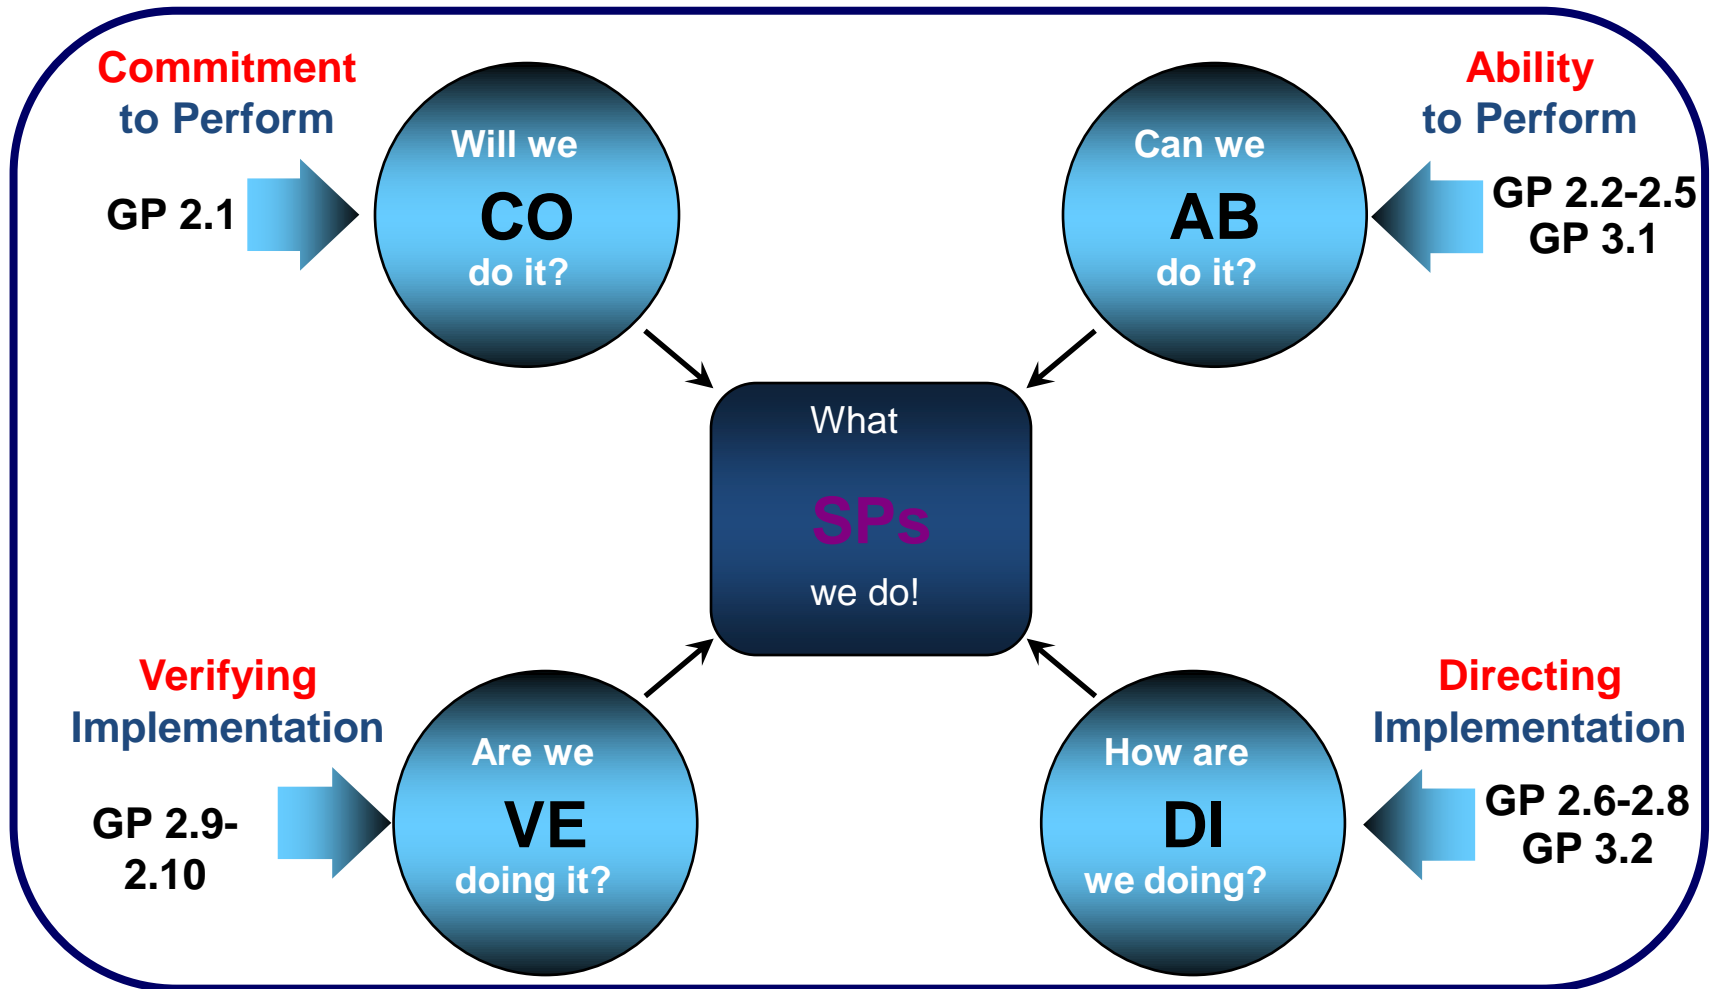 Commitment
to Perform
GP 2.1
Will we
CO
do it?
Can we
AB
do it?
Ability
to Perform
GP 2.2-2.5
GP 3.1
What
SPs
we do!
Verifying
Implementation
GP 2.9-
2.10
Are we
VE
doing it?
How are
DI
we doing?
Directing
Implementation
GP 2.6-2.8
GP 3.2